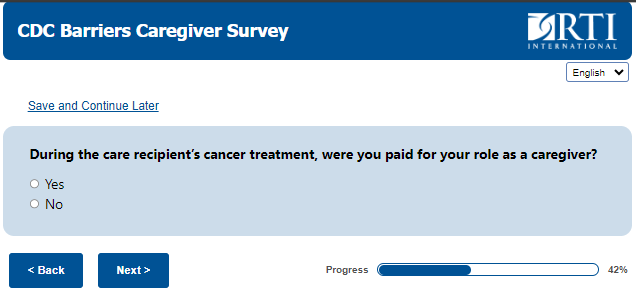 CDC Barriers Caregiver Survey
RTI
INTERNATIONAL
English
Save and Continue Later
During the care recipient's cancer treatment, were you paid for your role as a caregiver?
Yes
No
< Back
Next >
Progress
42%